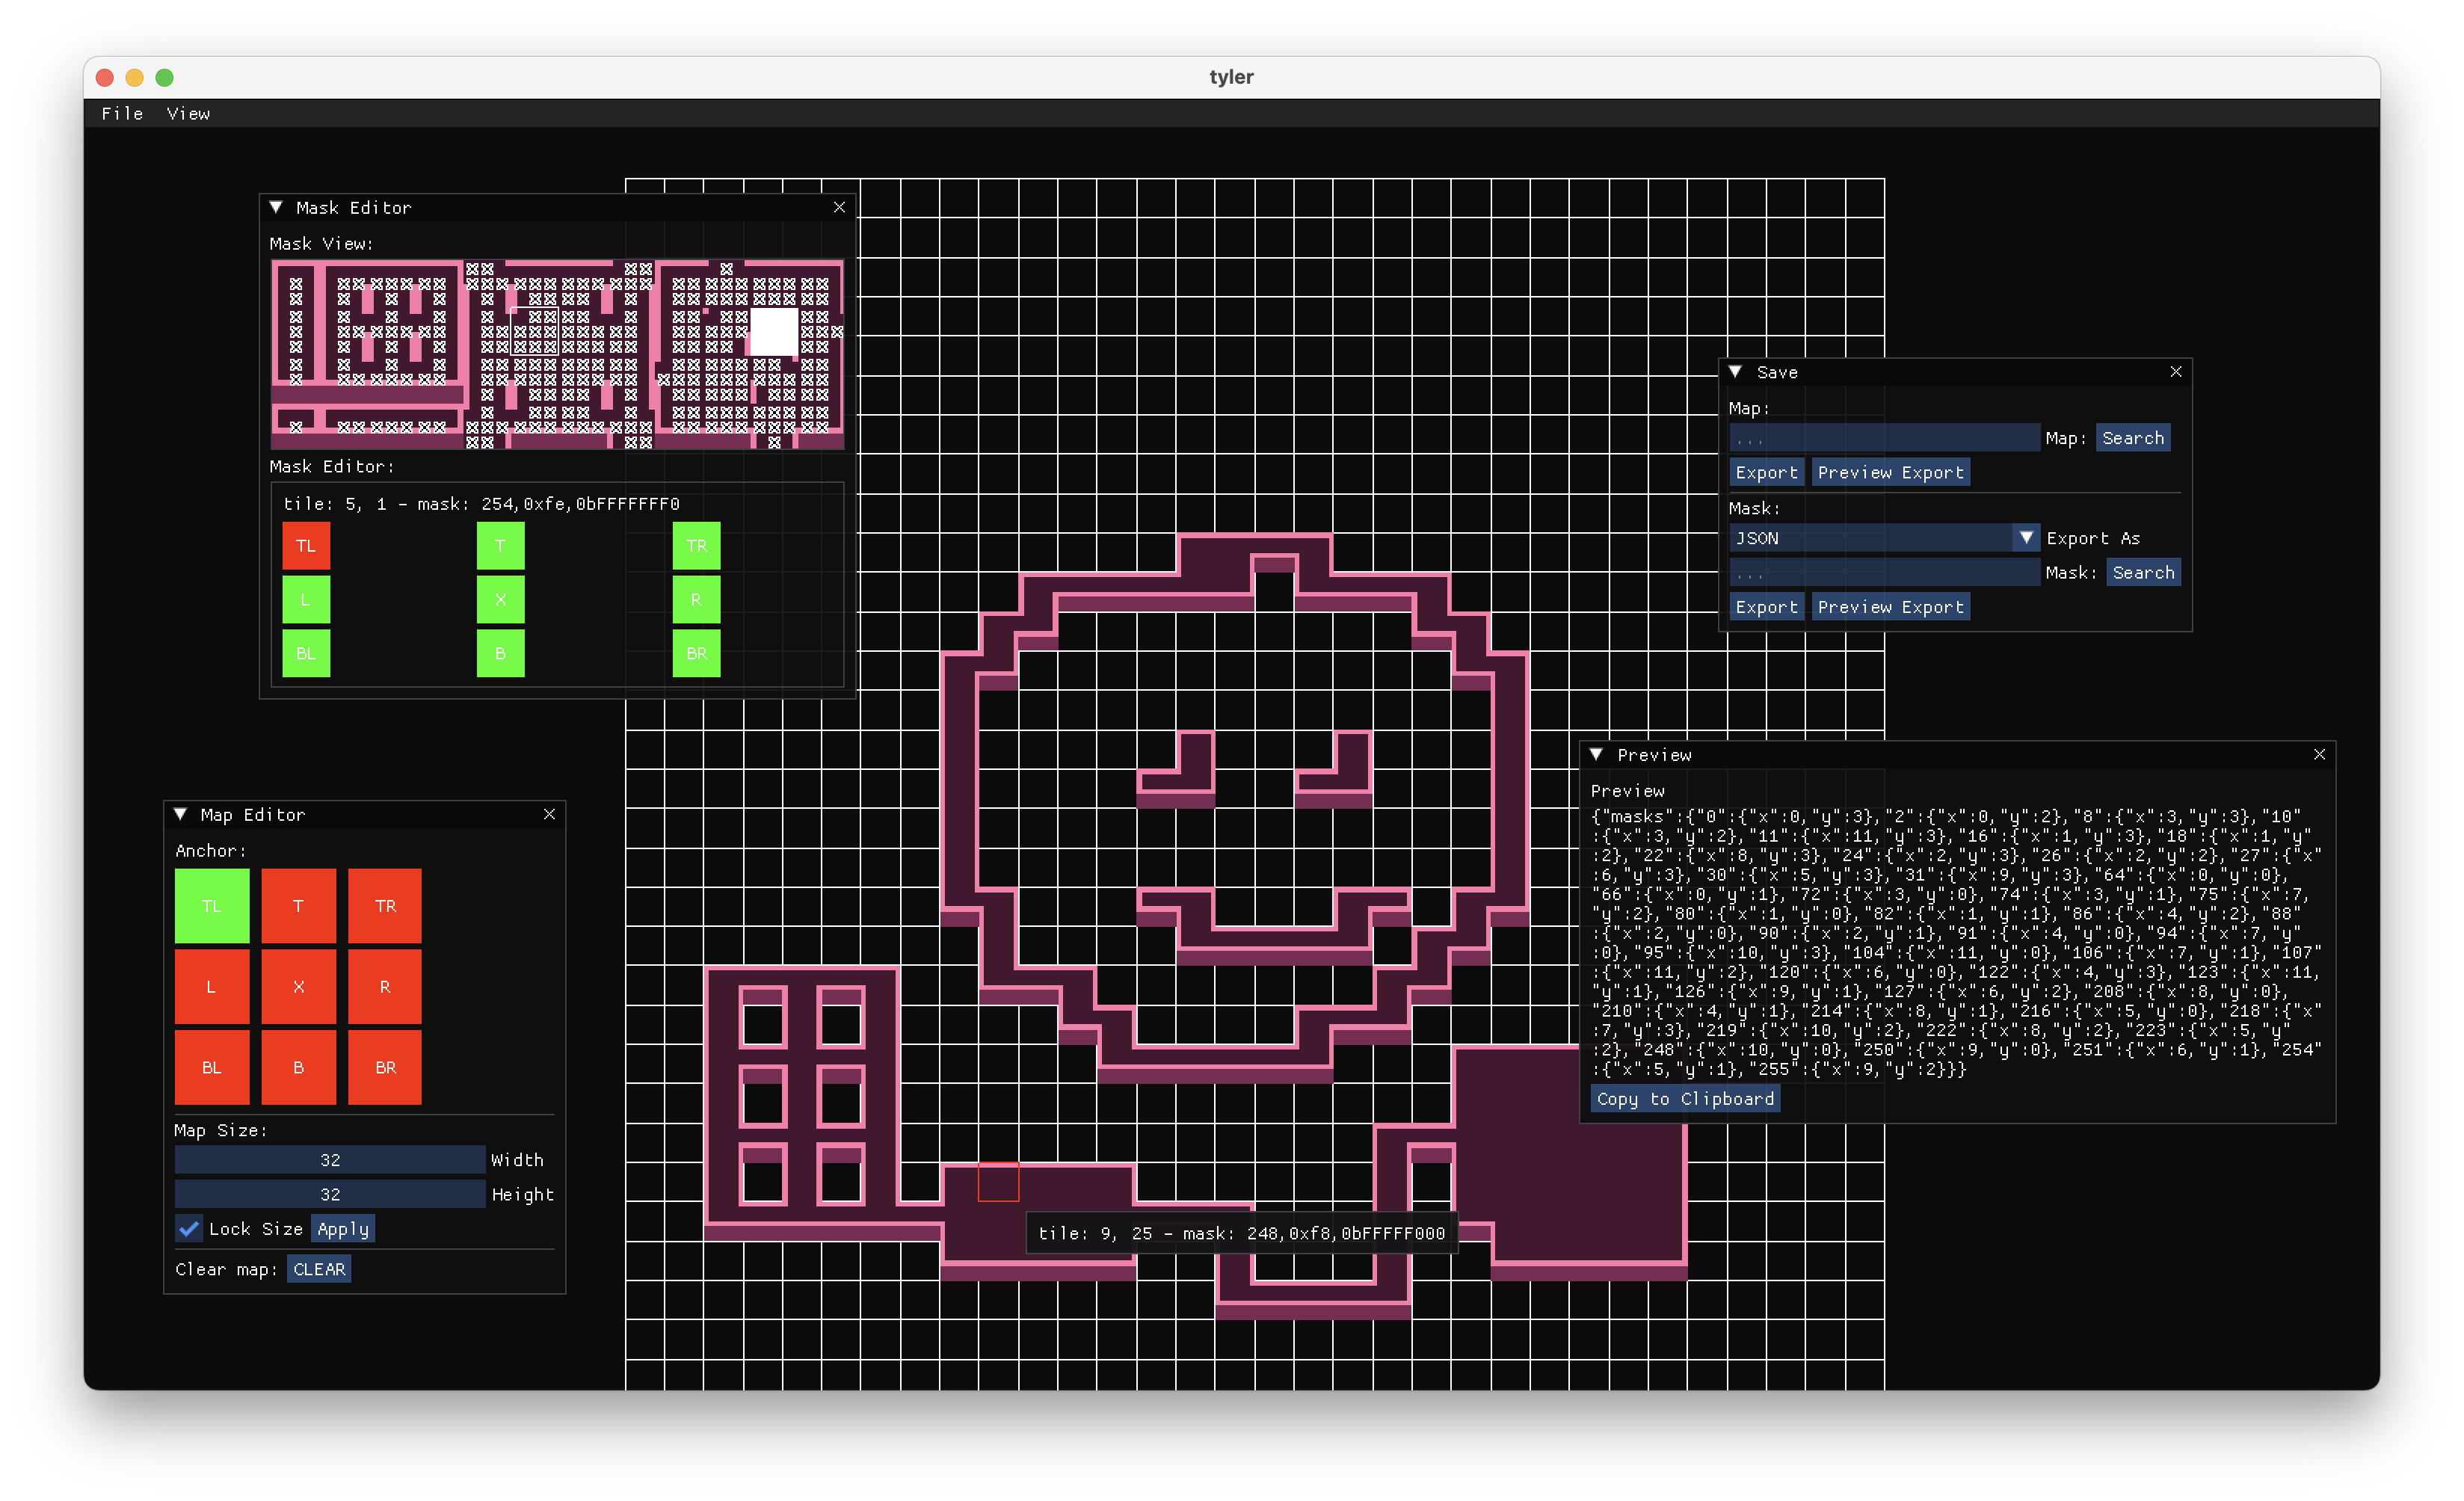 tyler
File View
Mask Editor
Mask View:
Mask Editor:
tile: 5, 1 - mask: 254,0xfe,0bFFFFFFF0
TL T TR
L X R
BL B BR
Save
Map:
... Map: Search
Export Preview Export
Mask:
JSON Export As
... Mask: Search
Export Preview Export
Map Editor
Anchor:
TL T TR
L X R
BL B BR
Map Size:
32 Width
32 Height
Lock Size Apply
Clear map: CLEAR
Preview
Preview
{"masks":{"0":{"x":0, "y":3}, "2":{"x":0, "y":2}, "8":{"x":3, "y":3}, "10"
:{"x":3, "y":2}, "11":{"x":11, "y":3}, "16":{"x":1, "y":3}, "18":{"x":1, "y"
:2}, "22":{"x":8, "y":3}, "24":{"x":2, "y":3}, "26":{"x":2, "y":2}, "27":{"x"
:6, "y":3}, "30":{"x":5, "y":3}, "31":{"x":9, "y":3}, "64":{"x":0, "y":0},
"66":{"x":0, "y":1}, "72":{"x":3, "y":0}, "74":{"x":3, "y":1}, "75":{"x":7,
"y":2}, "80":{"x":1, "y":0}, "82":{"x":1, "y":1}, "86":{"x":4, "y":2}, "88"
:{"x":2, "y":0}, "90":{"x":2, "y":1}, "91":{"x":4, "y":0}, "94":{"x":7, "y"
:0}, "95":{"x":10, "y":3}, "104":{"x":11, "y":0}, "106":{"x":7, "y":1}, "107"
:{"x":11, "y":2}, "120":{"x":6, "y":0}, "122":{"x":4, "y":3}, "123":{"x":11,
"y":1}, "126":{"x":9, "y":1}, "127":{"x":6, "y":2}, "208":{"x":8, "y":0},
"210":{"x":4, "y":1}, "214":{"x":8, "y":1}, "216":{"x":5, "y":0}, "218":{"x"
:7, "y":3}, "219":{"x":10, "y":2}, "222":{"x":8, "y":2}, "223":{"x":5, "y"
:2}, "248":{"x":10, "y":0}, "250":{"x":9, "y":0}, "251":{"x":6, "y":1}, "254"
:{"x":5, "y":1}, "255":{"x":9, "y":2}}}
Copy to Clipboard
tile: 9, 25 - mask: 248,0xf8,0bFFFFF000